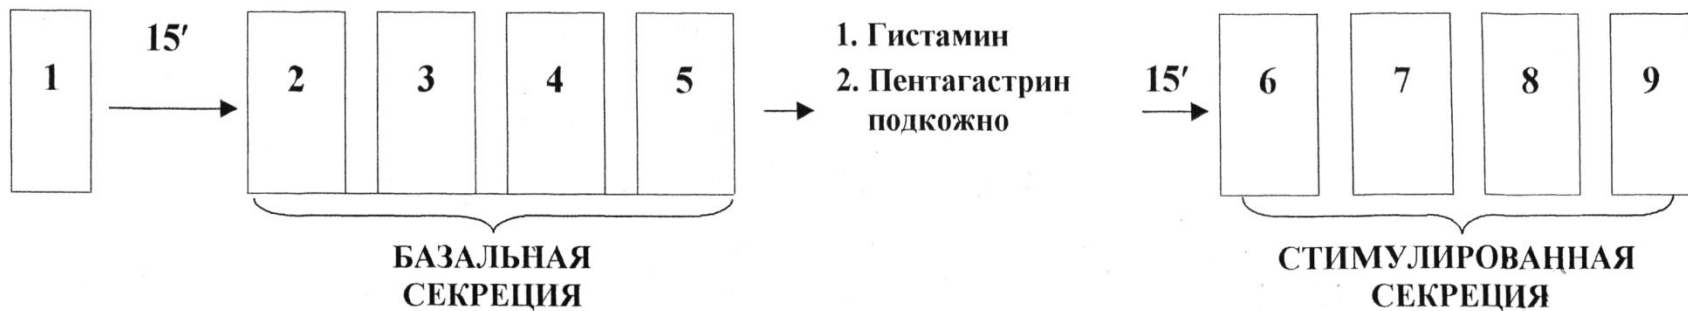 1
15′
2
3
4
5
1. Гистамин
2. Пентагастрин
подкожно
15′
6
7
8
9
БАЗАЛЬНАЯ
СЕКРЕЦИЯ
СТИМУЛИРОВАННАЯ
СЕКРЕЦИЯ